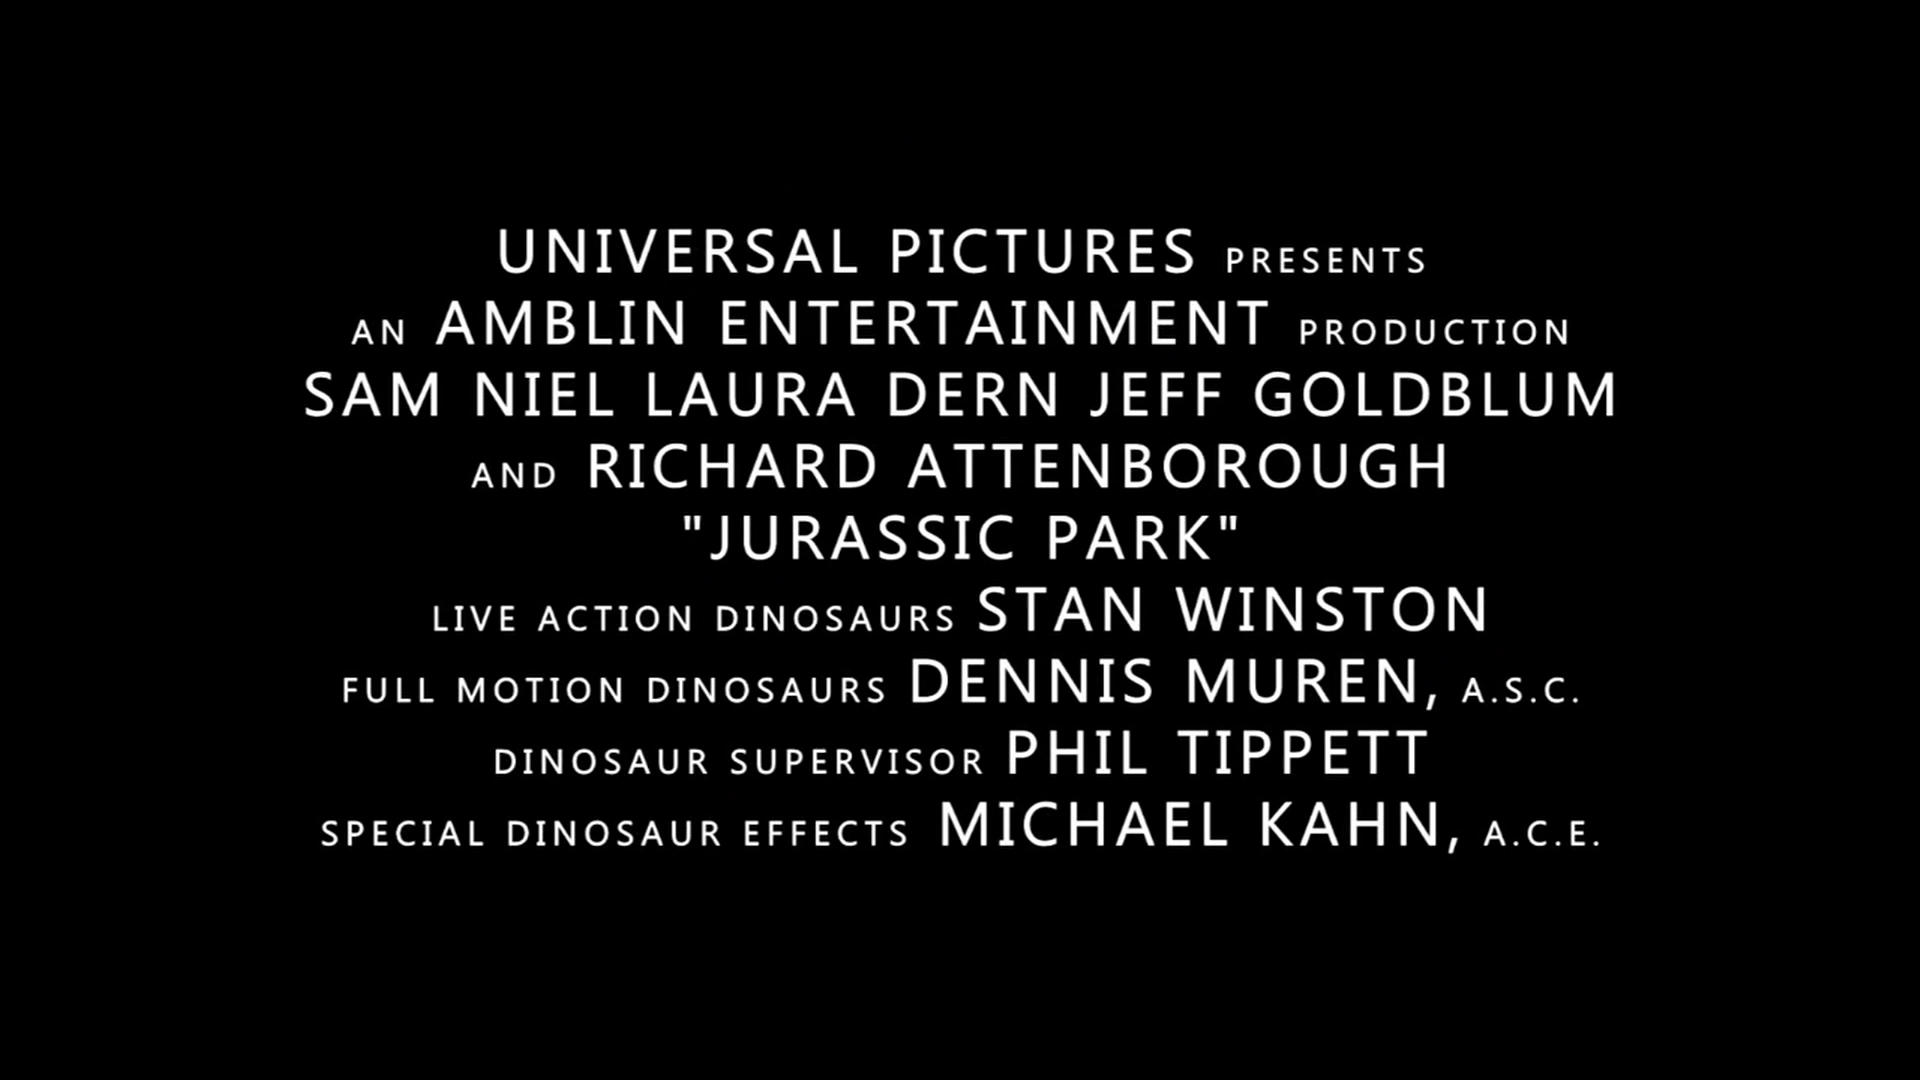 UNIVERSAL PICTURES PRESENTS
AN AMBLIN ENTERTAINMENT PRODUCTION
SAM NIEL LAURA DERN JEFF GOLDBLUM
AND RICHARD ATTENBOROUGH
"JURASSIC PARK"
LIVE ACTION DINOSAURS STAN WINSTON
FULL MOTION DINOSAURS DENNIS MUREN, A.S.C.
DINOSAUR SUPERVISOR PHIL TIPPETT
SPECIAL DINOSAUR EFFECTS MICHAEL KAHN, A.C.E.